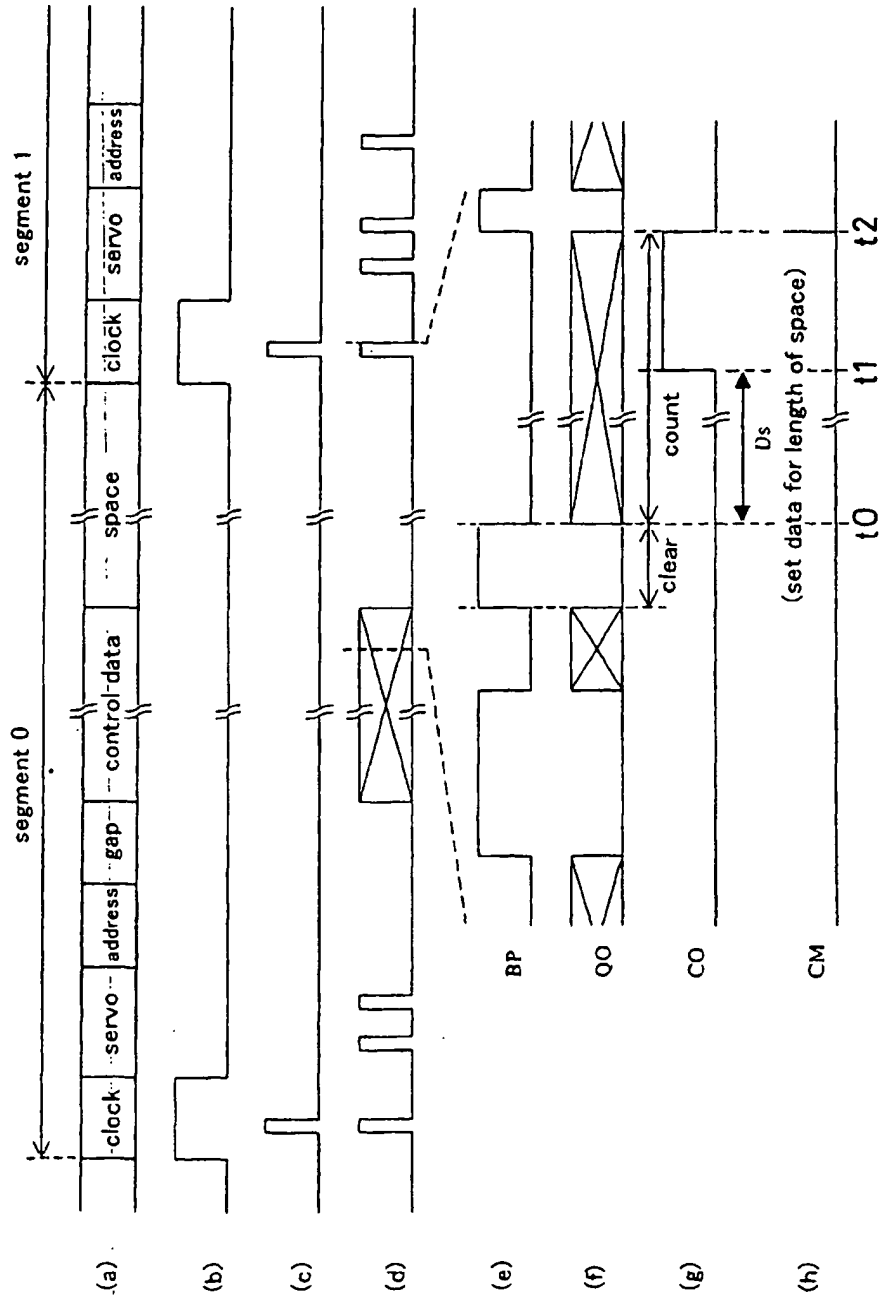 segment 0 segment 1
(a) clock servo address gap control data space clock servo address
(b)
(c)
(d)
(e) BP
(f) QO
clear count
(g) CO
Ds
(set data for length of space)
(h) CM
t0 t1 t2